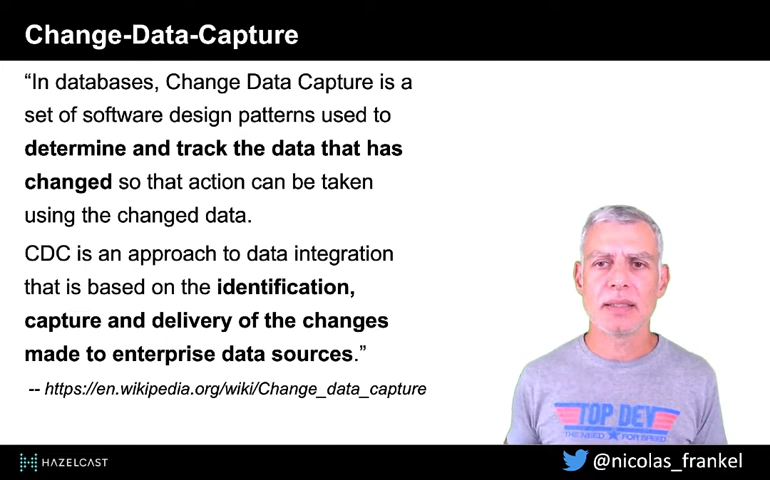 Change-Data-Capture
“In databases, Change Data Capture is a
set of software design patterns used to
determine and track the data that has
changed so that action can be taken
using the changed data.
CDC is an approach to data integration
that is based on the identification,
capture and delivery of the changes
made to enterprise data sources.”
-- https://en.wikipedia.org/wiki/Change_data_capture
TOP DEV
THE NEED FOR SPEED
HAZELCAST
@nicolas_frankel